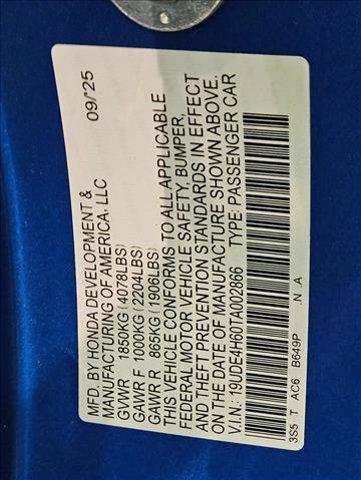 MFD. BY HONDA DEVELOPMENT & 09/'25
MANUFACTURING OF AMERICA, LLC
GVWR 1850KG (4078LBS)
GAWR F 1000KG (2204LBS)
GAWR R 865KG (1906LBS)
THIS VEHICLE CONFORMS TO ALL APPLICABLE
FEDERAL MOTOR VEHICLE SAFETY, BUMPER,
AND THEFT PREVENTION STANDARDS IN EFFECT
ON THE DATE OF MANUFACTURE SHOWN ABOVE.
V.I.N.: 19UDE4H60TA002866 TYPE: PASSENGER CAR
3S5 T AC6 B649P .N .A